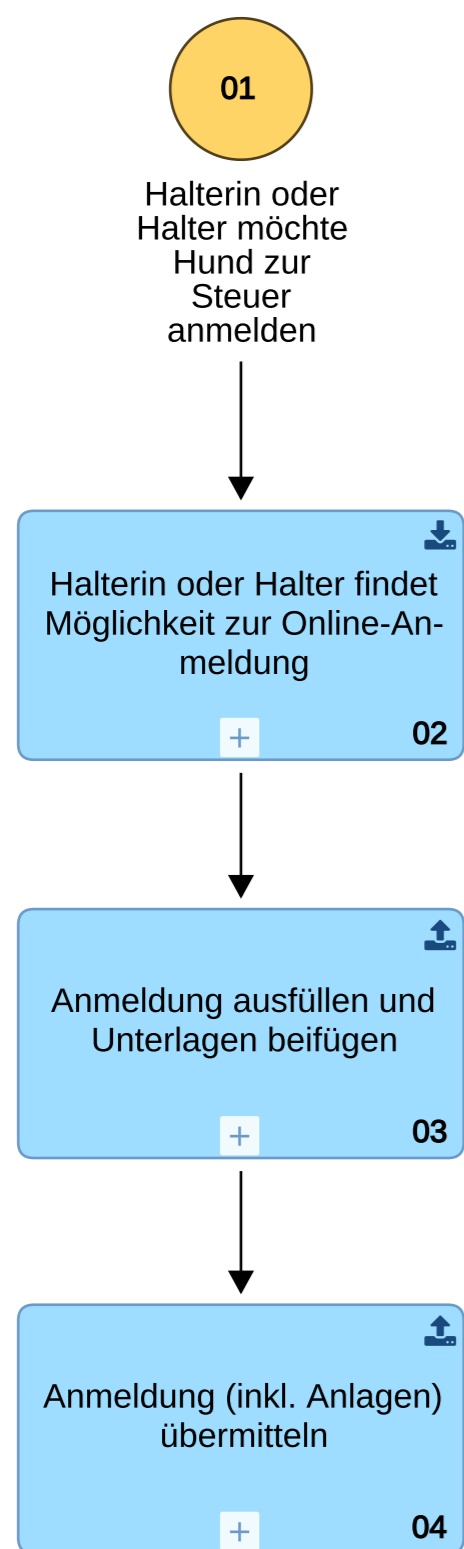 01
Halterin oder
Halter möchte
Hund zur
Steuer
anmelden
Halterin oder Halter findet
Möglichkeit zur Online-An-
meldung
02
Anmeldung ausfüllen und
Unterlagen beifügen
03
Anmeldung (inkl. Anlagen)
übermitteln
04